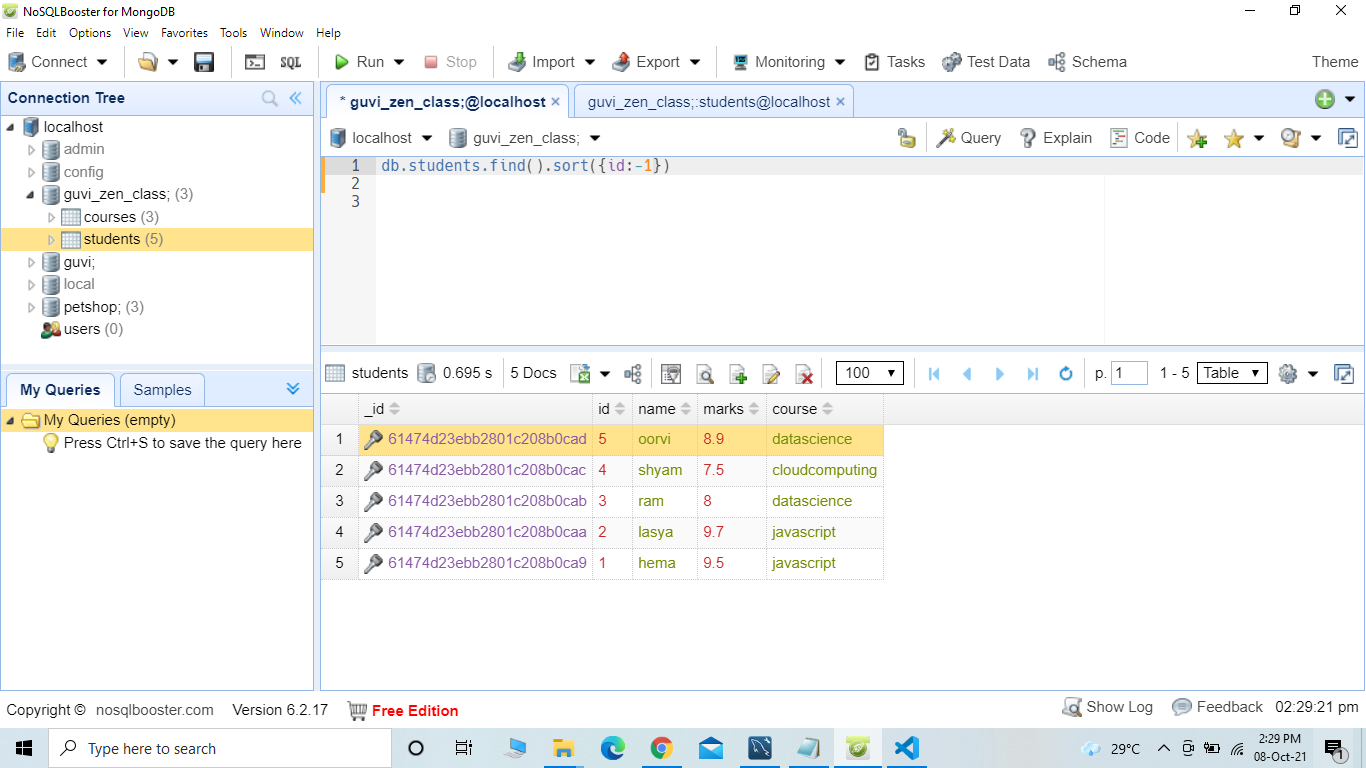 NoSQLBooster for MongoDB
File Edit Options View Favorites Tools Window Help
Connect SQL Run Stop Import Export Monitoring Tasks Test Data Schema Theme
Connection Tree
localhost
admin
config
guvi_zen_class; (3)
courses (3)
students (5)
guvi;
local
petshop; (3)
users (0)
My Queries Samples
My Queries (empty)
Press Ctrl+S to save the query here
* guvi_zen_class;@localhost × guvi_zen_class;:students@localhost ×
localhost guvi_zen_class; Query Explain Code
1 db.students.find().sort({id:-1})
2
3
students 0.695 s 5 Docs 100 p. 1 1 - 5 Table
_id id name marks course
1 61474d23ebb2801c208b0cad 5 oorvi 8.9 datascience
2 61474d23ebb2801c208b0cac 4 shyam 7.5 cloudcomputing
3 61474d23ebb2801c208b0cab 3 ram 8 datascience
4 61474d23ebb2801c208b0caa 2 lasya 9.7 javascript
5 61474d23ebb2801c208b0ca9 1 hema 9.5 javascript
Copyright © nosqlbooster.com Version 6.2.17 Free Edition Show Log Feedback 02:29:21 pm
Type here to search 29°C 2:29 PM
08-Oct-21 1